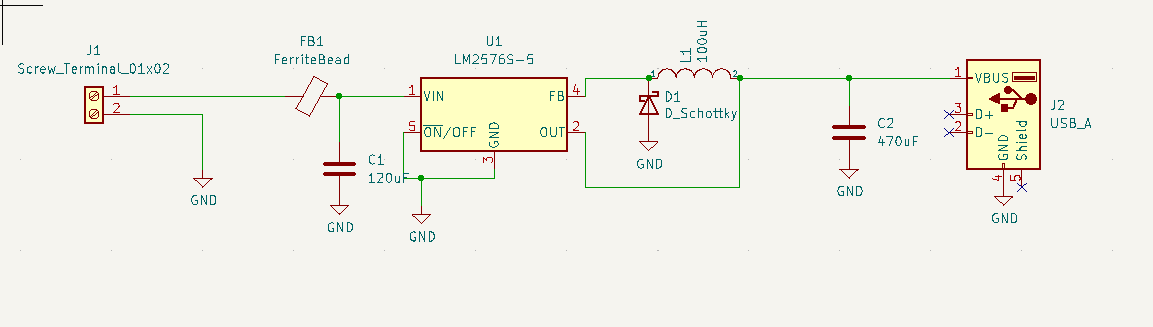 J1
Screw_Terminal_01x02
1
2
GND
FB1
FerriteBead
C1
120uF
GND
U1
LM2576S-5
1
VIN
5
ON/OFF
GND
3
FB
4
OUT
2
GND
L1
100uH
1
2
D1
D_Schottky
GND
C2
470uF
GND
1
VBUS
3
D+
2
D-
GND
Shield
4
5
J2
USB_A
GND